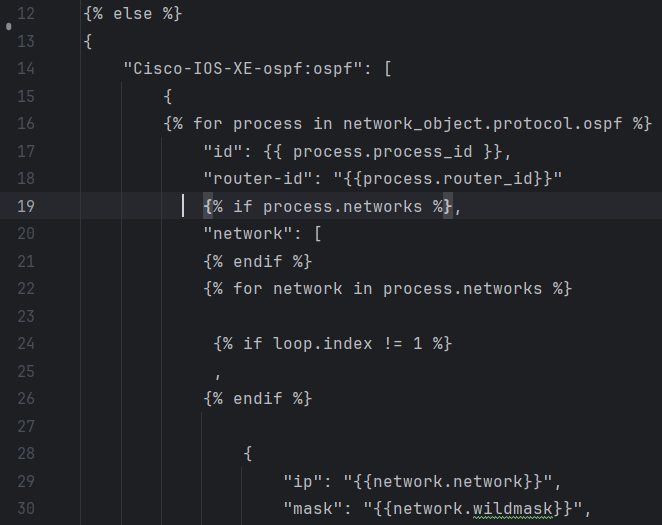 12 {% else %}
13 {
14 "Cisco-IOS-XE-ospf:ospf": [
15 {
16 {% for process in network_object.protocol.ospf %}
17 "id": {{ process.process_id }},
18 "router-id": "{{process.router_id}}"
19 {% if process.networks %},
20 "network": [
21 {% endif %}
22 {% for network in process.networks %}
23
24 {% if loop.index != 1 %}
25 ,
26 {% endif %}
27
28 {
29 "ip": "{{network.network}}",
30 "mask": "{{network.wildmask}}",